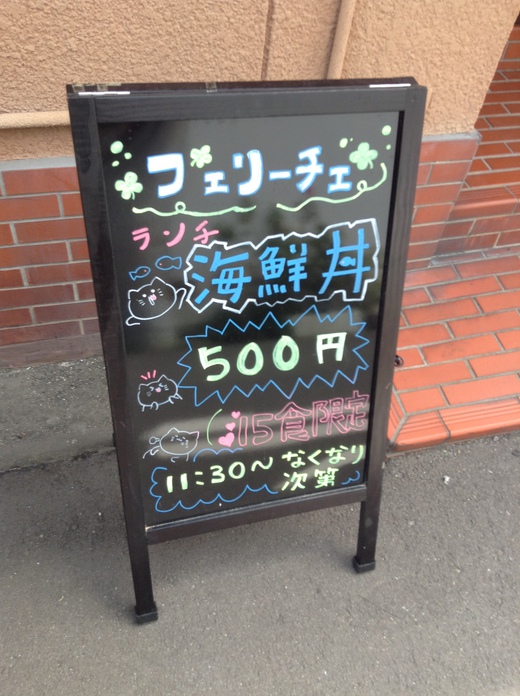 フェリーチェ
ランチ
海鮮丼
500円
15食限定
11:30～なくなり
次第